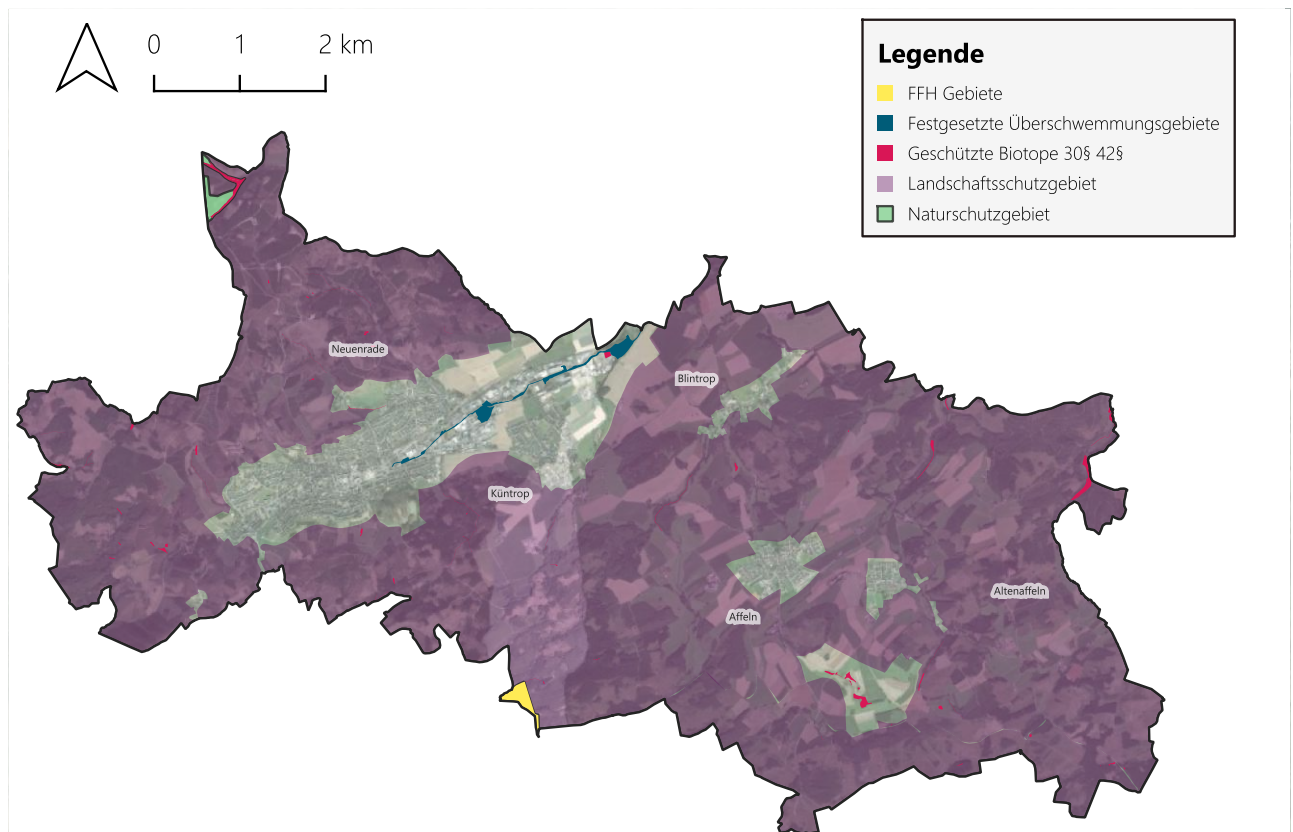 0 1 2 km
Legende
FFH Gebiete
Festgesetzte Überschwemmungsgebiete
Geschützte Biotope 30§ 42§
Landschaftsschutzgebiet
Naturschutzgebiet
Neuenrade
Blintrop
Küntrop
Altenaffeln
Affeln